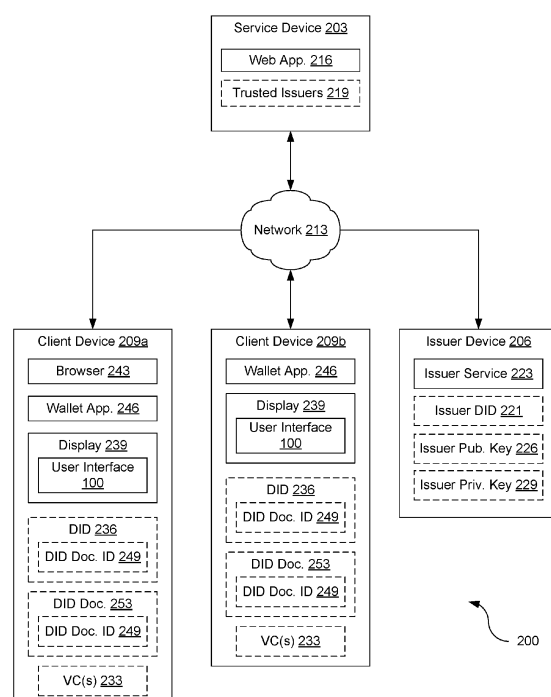 Service Device 203
Web App. 216
Trusted Issuers 219
Network 213
Client Device 209a
Browser 243
Wallet App. 246
Display 239
User Interface
100
DID 236
DID Doc. ID 249
DID Doc. 253
DID Doc. ID 249
VC(s) 233
Client Device 209b
Wallet App. 246
Display 239
User Interface
100
DID 236
DID Doc. ID 249
DID Doc. 253
DID Doc. ID 249
VC(s) 233
Issuer Device 206
Issuer Service 223
Issuer DID 221
Issuer Pub. Key 226
Issuer Priv. Key 229
200